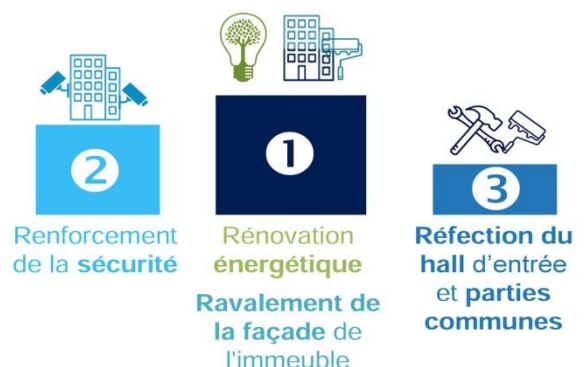 2
Renforcement
de la sécurité
1
Rénovation
énergétique
Ravalement de
la façade de
l'immeuble
3
Réfection du
hall d'entrée
et parties
communes